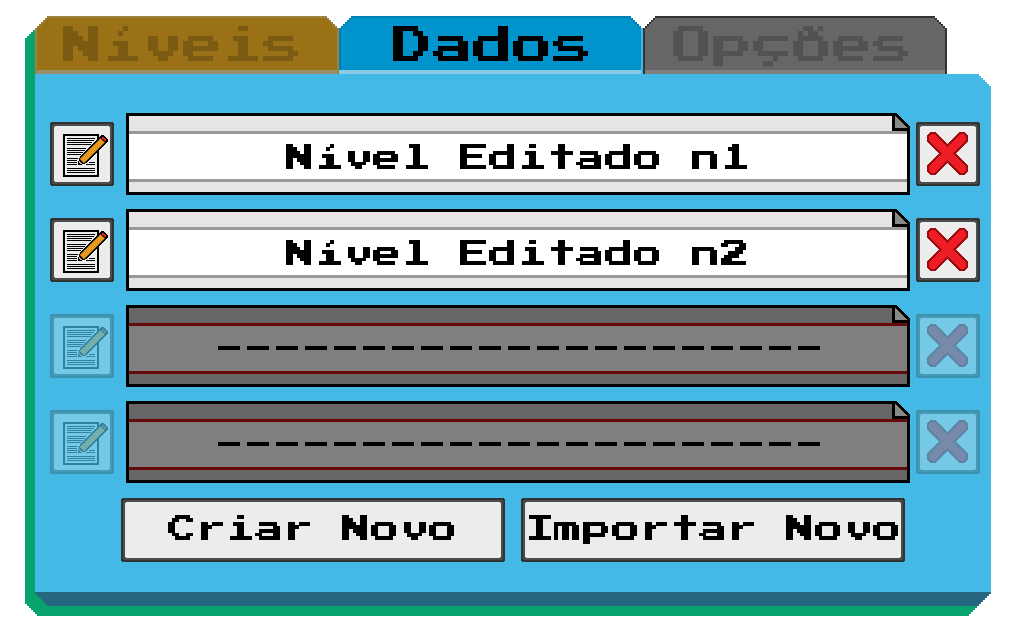 Níveis Dados Opções
Nível Editado n1
Nível Editado n2
---------------------
---------------------
Criar Novo Importar Novo